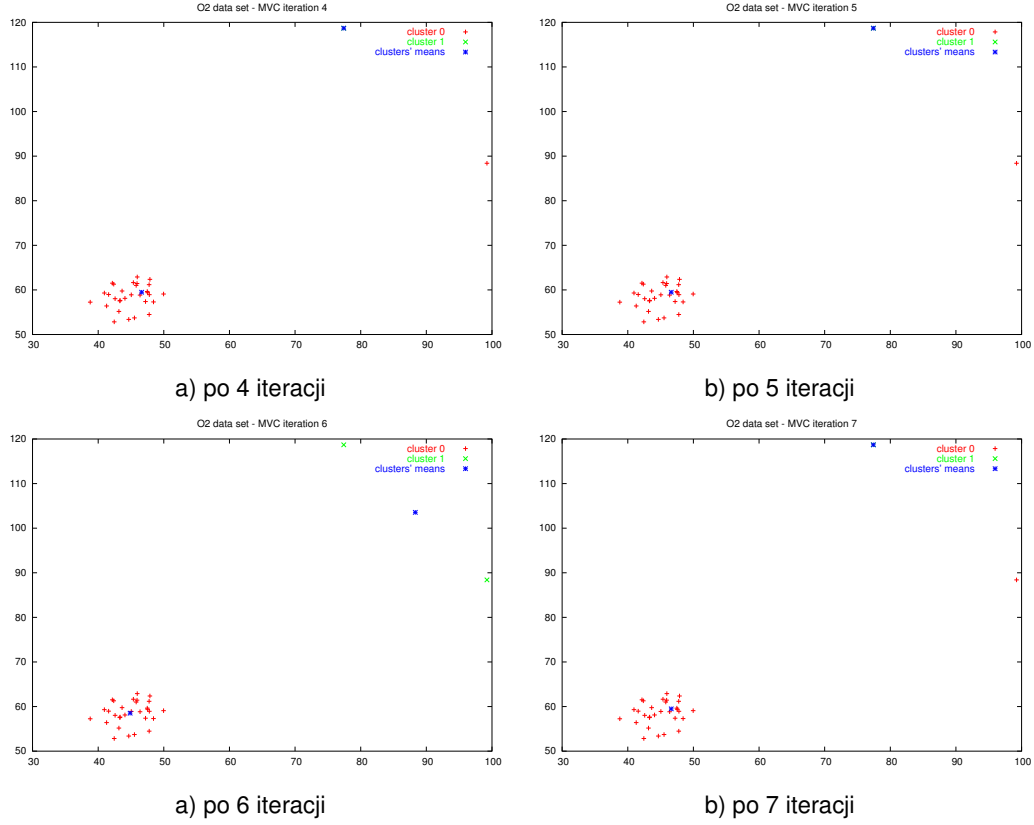 O2 data set - MVC iteration 4
120
110
100
90
80
70
60
50
30 40 50 60 70 80 90 100
cluster 0
cluster 1
clusters' means
a) po 4 iteracji
O2 data set - MVC iteration 5
120
110
100
90
80
70
60
50
30 40 50 60 70 80 90 100
cluster 0
cluster 1
clusters' means
b) po 5 iteracji
O2 data set - MVC iteration 6
120
110
100
90
80
70
60
50
30 40 50 60 70 80 90 100
cluster 0
cluster 1
clusters' means
a) po 6 iteracji
O2 data set - MVC iteration 7
120
110
100
90
80
70
60
50
30 40 50 60 70 80 90 100
cluster 0
cluster 1
clusters' means
b) po 7 iteracji